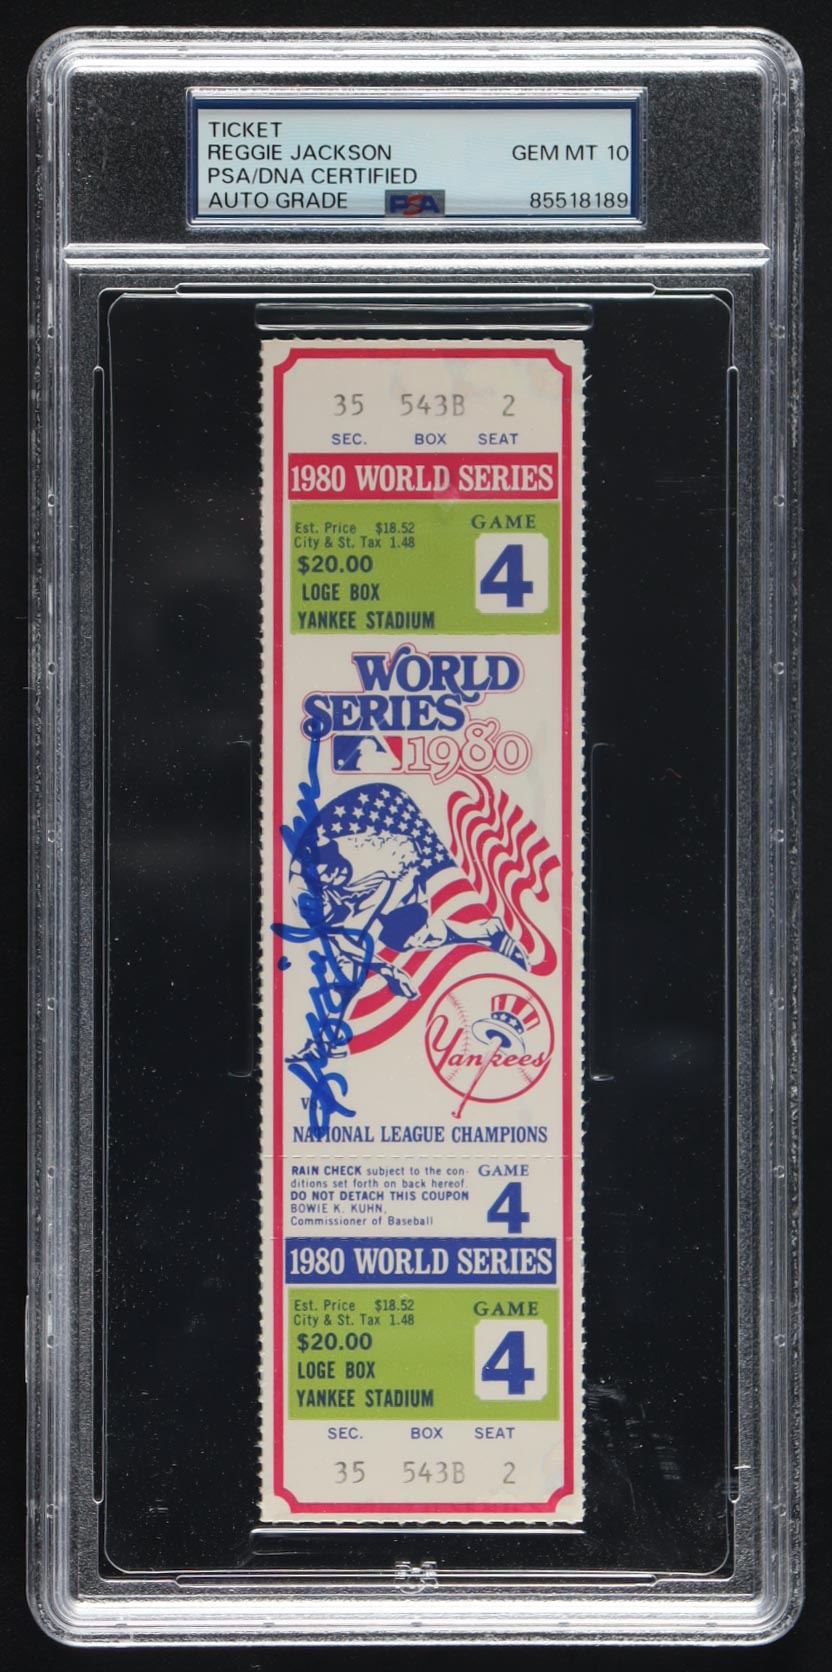 TICKET
REGGIE JACKSON GEM MT 10
PSA/DNA CERTIFIED
AUTO GRADE PSA 85518189
35 543B 2
SEC. BOX SEAT
1980 WORLD SERIES
Est. Price $18.52 GAME
City & St. Tax 1.48 4
$20.00
LOGE BOX
YANKEE STADIUM
WORLD
SERIES
1980
Reggie Jackson
Yankees
NATIONAL LEAGUE CHAMPIONS
RAIN CHECK subject to the con- GAME
ditions set forth on back hereof. 4
DO NOT DETACH THIS COUPON
BOWIE K. KUHN,
Commissioner of Baseball
1980 WORLD SERIES
Est. Price $18.52 GAME
City & St. Tax 1.48 4
$20.00
LOGE BOX
YANKEE STADIUM
SEC. BOX SEAT
35 543B 2
PSA